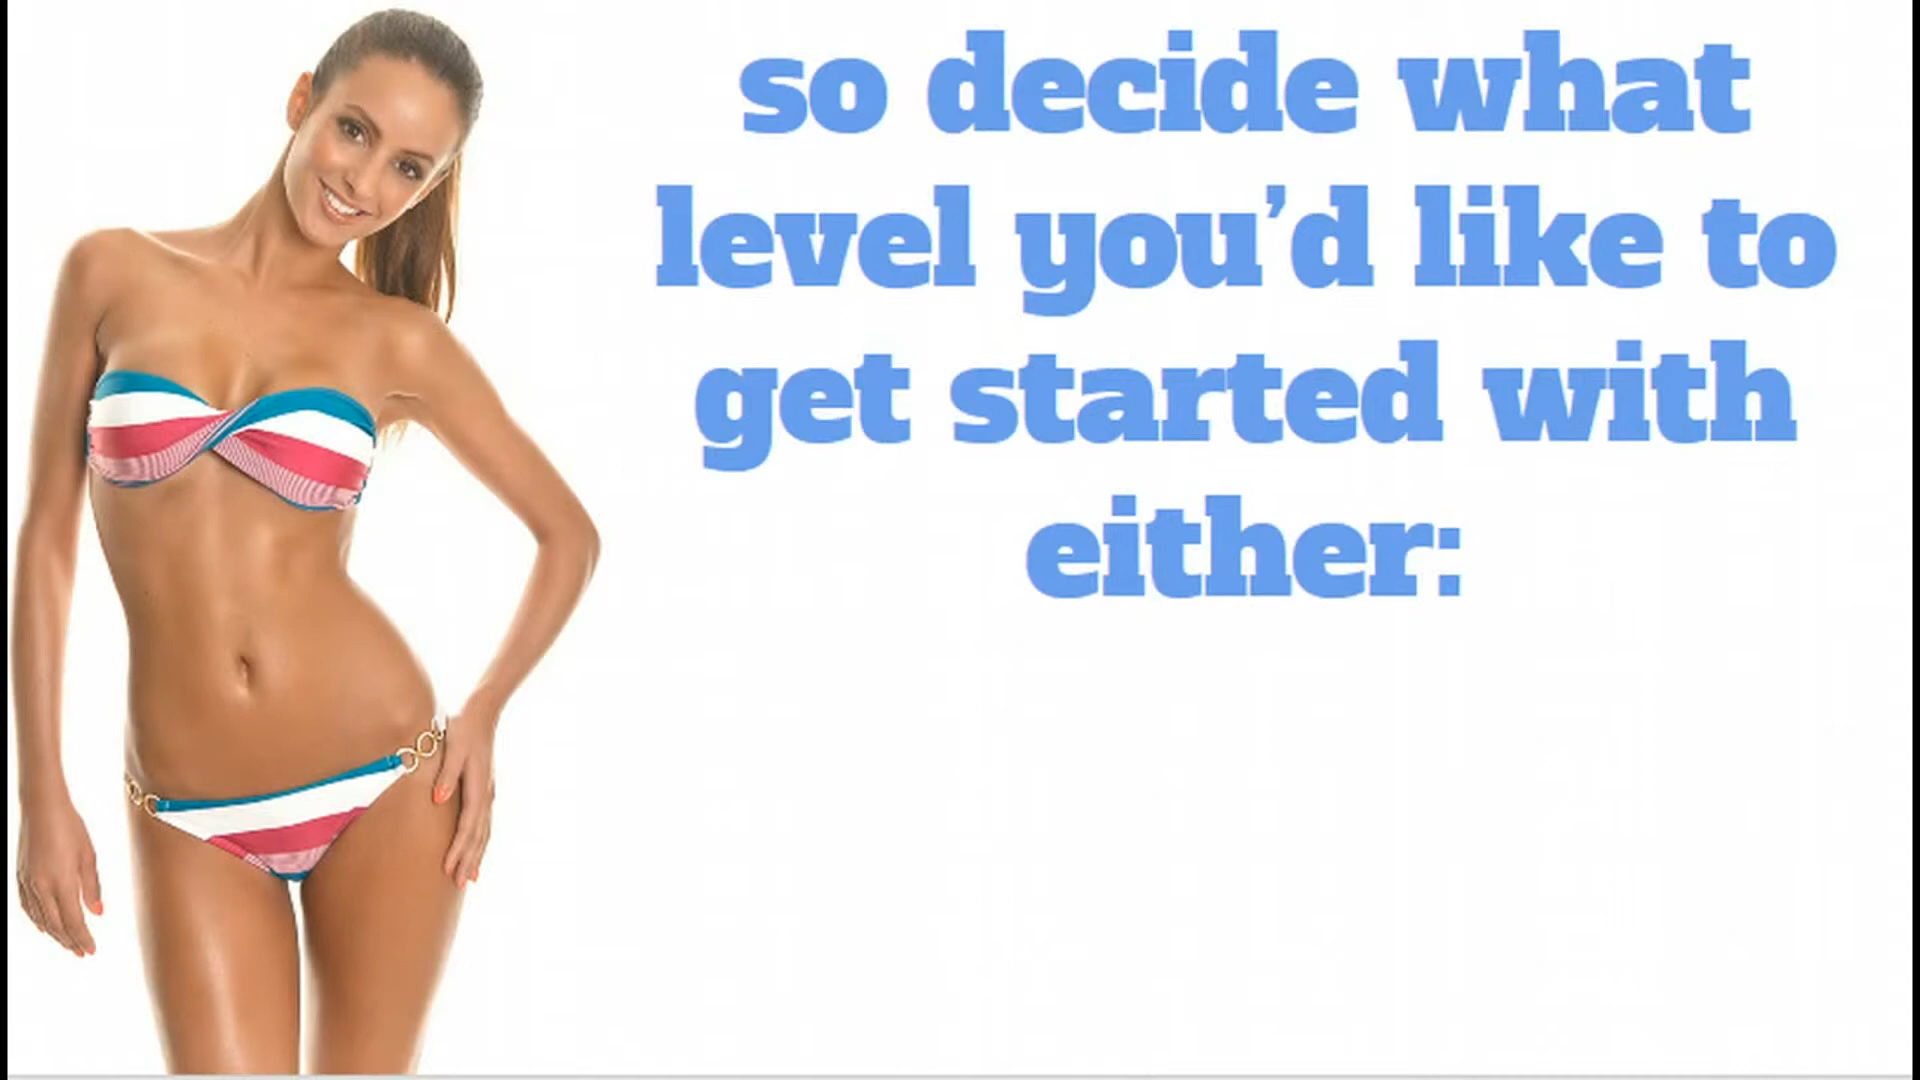 so decide what
level you'd like to
get started with
either: